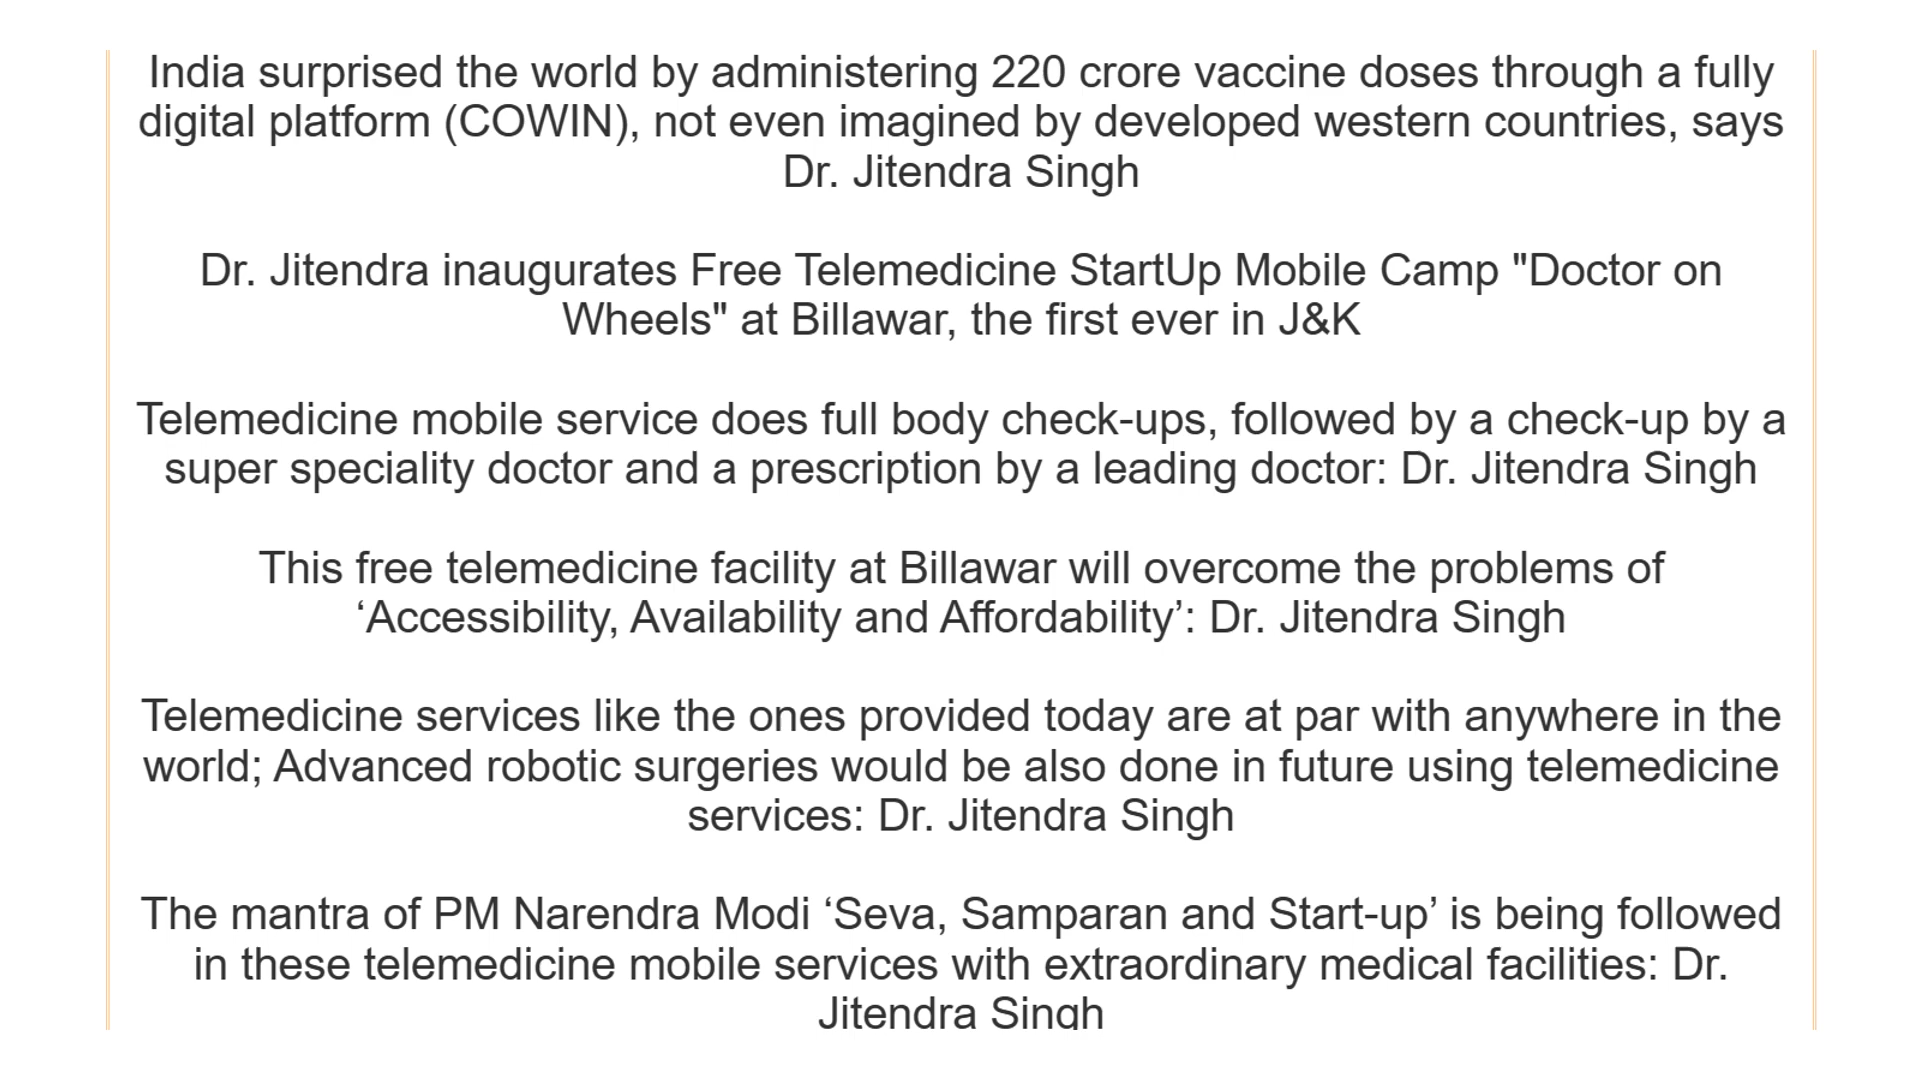 India surprised the world by administering 220 crore vaccine doses through a fully
digital platform (COWIN), not even imagined by developed western countries, says
Dr. Jitendra Singh
Dr. Jitendra inaugurates Free Telemedicine StartUp Mobile Camp "Doctor on
Wheels" at Billawar, the first ever in J&K
Telemedicine mobile service does full body check-ups, followed by a check-up by a
super speciality doctor and a prescription by a leading doctor: Dr. Jitendra Singh
This free telemedicine facility at Billawar will overcome the problems of
‘Accessibility, Availability and Affordability’: Dr. Jitendra Singh
Telemedicine services like the ones provided today are at par with anywhere in the
world; Advanced robotic surgeries would be also done in future using telemedicine
services: Dr. Jitendra Singh
The mantra of PM Narendra Modi ‘Seva, Samparan and Start-up’ is being followed
in these telemedicine mobile services with extraordinary medical facilities: Dr.
Jitendra Singh